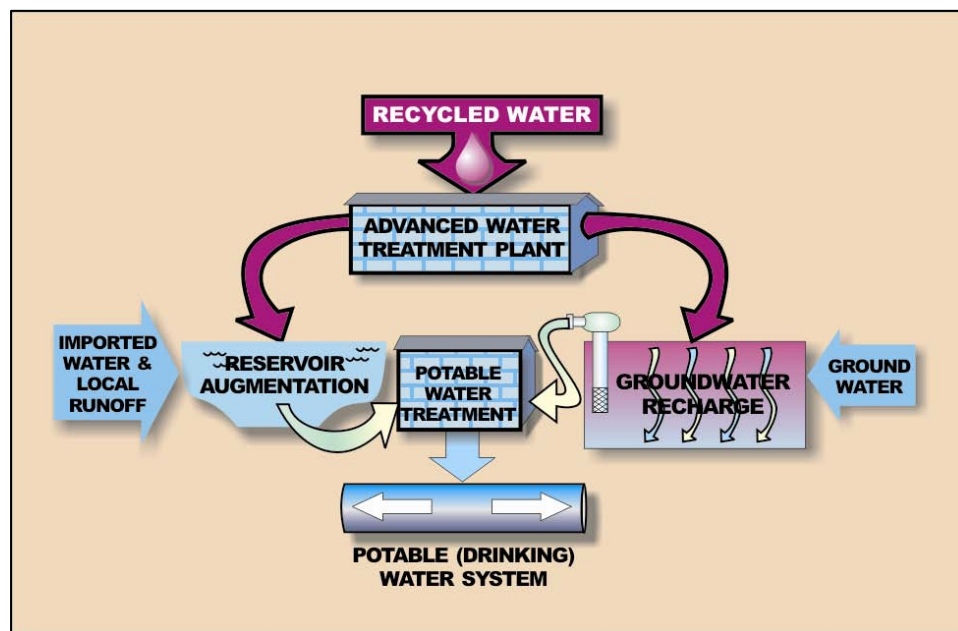 RECYCLED WATER
ADVANCED WATER
TREATMENT PLANT
IMPORTED
WATER &
LOCAL
RUNOFF
RESERVOIR
AUGMENTATION
POTABLE
WATER
TREATMENT
GROUNDWATER
RECHARGE
GROUND
WATER
POTABLE (DRINKING)
WATER SYSTEM